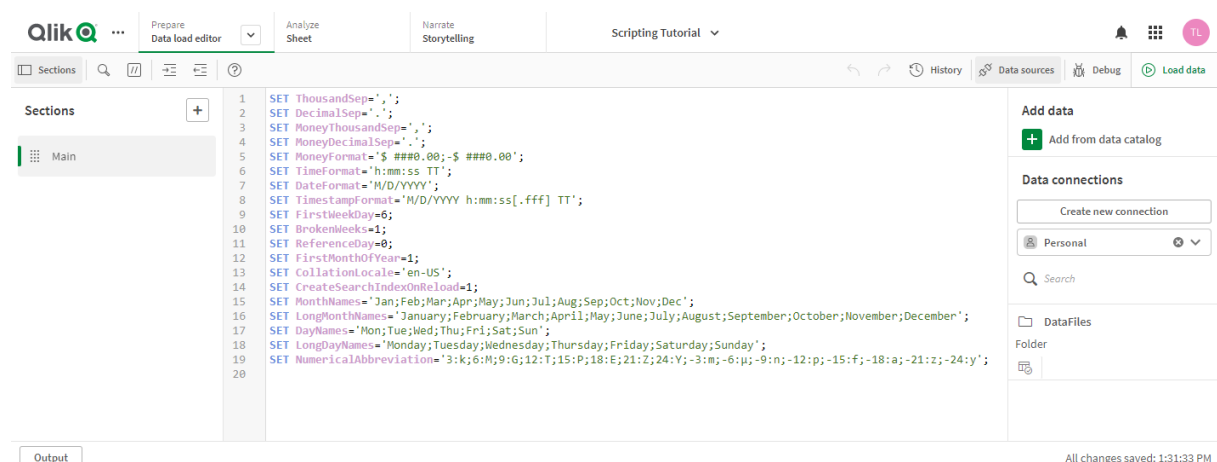 Qlik
Prepare
Data load editor
Analyze
Sheet
Narrate
Storytelling
Scripting Tutorial
TL
Sections
History
Data sources
Debug
Load data
Sections
+
Main
1 SET ThousandSep=',';
2 SET DecimalSep='.';
3 SET MoneyThousandSep=',';
4 SET MoneyDecimalSep='.';
5 SET MoneyFormat='$ ###0.00;-$ ###0.00';
6 SET TimeFormat='h:mm:ss TT';
7 SET DateFormat='M/D/YYYY';
8 SET TimestampFormat='M/D/YYYY h:mm:ss[.fff] TT';
9 SET FirstWeekDay=6;
10 SET BrokenWeeks=1;
11 SET ReferenceDay=0;
12 SET FirstMonthOfYear=1;
13 SET CollationLocale='en-US';
14 SET CreateSearchIndexOnReload=1;
15 SET MonthNames='Jan;Feb;Mar;Apr;May;Jun;Jul;Aug;Sep;Oct;Nov;Dec';
16 SET LongMonthNames='January;February;March;April;May;June;July;August;September;October;November;December';
17 SET DayNames='Mon;Tue;Wed;Thu;Fri;Sat;Sun';
18 SET LongDayNames='Monday;Tuesday;Wednesday;Thursday;Friday;Saturday;Sunday';
19 SET NumericalAbbreviation='3:k;6:M;9:G;12:T;15:P;18:E;21:Z;24:Y;-3:m;-6:μ;-9:n;-12:p;-15:f;-18:a;-21:z;-24:y';
20
Add data
Add from data catalog
Data connections
Create new connection
Personal
Search
DataFiles
Folder
Output
All changes saved: 1:31:33 PM